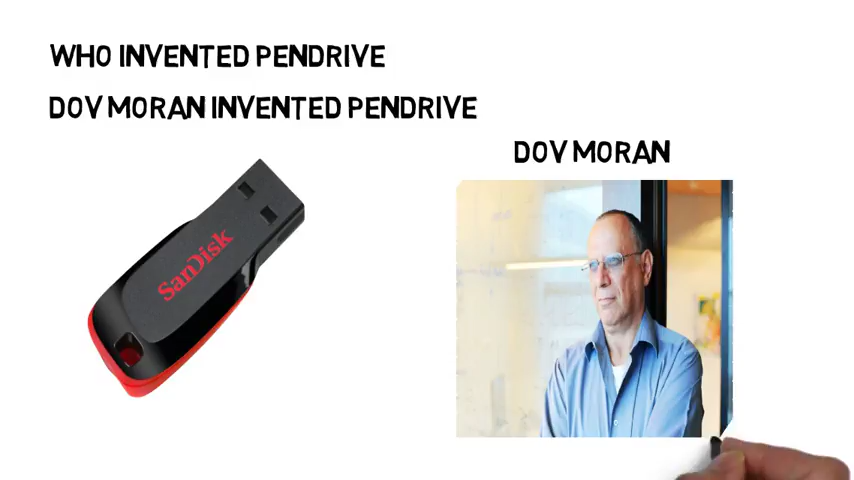 WHO INVENTED PENDRIVE
DOV MORAN INVENTED PENDRIVE
DOV MORAN
SanDisk